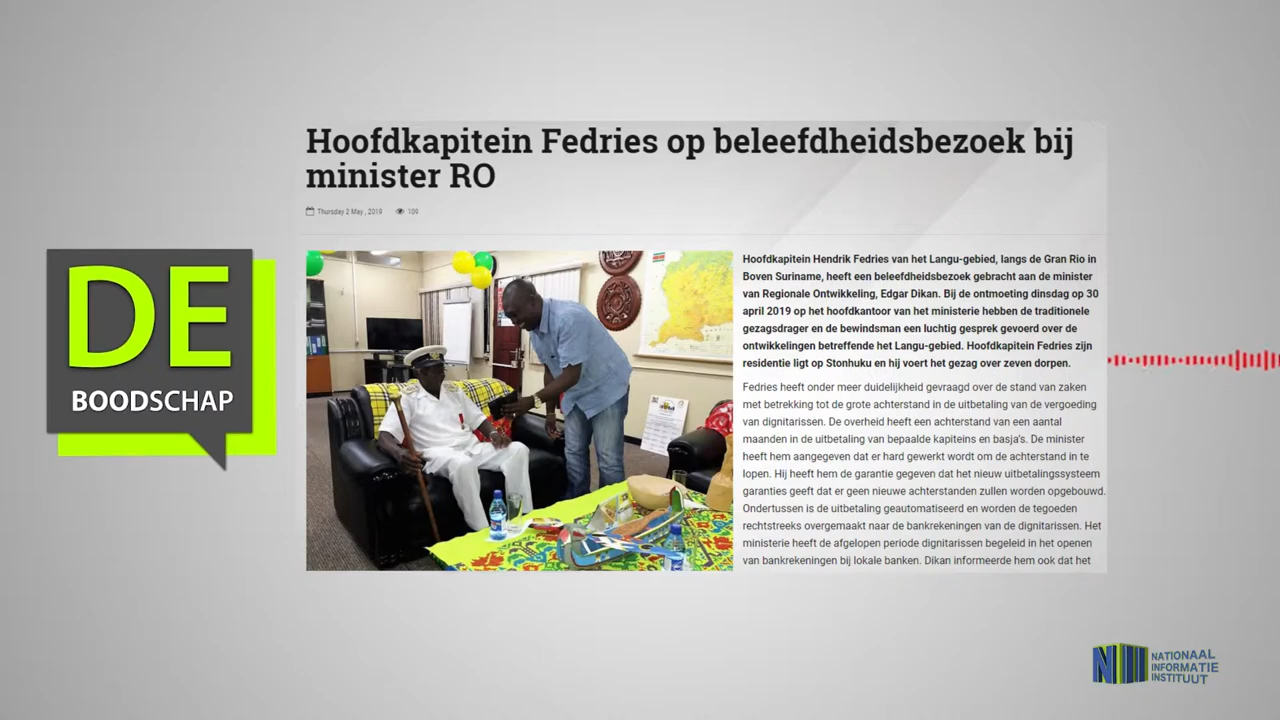 Hoofdkapitein Fedries op beleefdheidsbezoek bij
minister RO
Thursday 2 May , 2019 109
DE
BOODSCHAP
Hoofdkapitein Hendrik Fedries van het Langu-gebied, langs de Gran Rio in
Boven Suriname, heeft een beleefdheidsbezoek gebracht aan de minister
van Regionale Ontwikkeling, Edgar Dikan. Bij de ontmoeting dinsdag op 30
april 2019 op het hoofdkantoor van het ministerie hebben de traditionele
gezagsdrager en de bewindsman een luchtig gesprek gevoerd over de
ontwikkelingen betreffende het Langu-gebied. Hoofdkapitein Fedries zijn
residentie ligt op Stonhuku en hij voert het gezag over zeven dorpen.
Fedries heeft onder meer duidelijkheid gevraagd over de stand van zaken
met betrekking tot de grote achterstand in de uitbetaling van de vergoeding
van dignitarissen. De overheid heeft een achterstand van een aantal
maanden in de uitbetaling van bepaalde kapiteins en basja's. De minister
heeft hem aangegeven dat er hard gewerkt wordt om de achterstand in te
lopen. Hij heeft hem de garantie gegeven dat het nieuw uitbetalingssysteem
garanties geeft dat er geen nieuwe achterstanden zullen worden opgebouwd.
Ondertussen is de uitbetaling geautomatiseerd en worden de tegoeden
rechtstreeks overgemaakt naar de bankrekeningen van de dignitarissen. Het
ministerie heeft de afgelopen periode dignitarissen begeleid in het openen
van bankrekeningen bij lokale banken. Dikan informeerde hem ook dat het
NII NATIONAAL
INFORMATIE
INSTITUUT